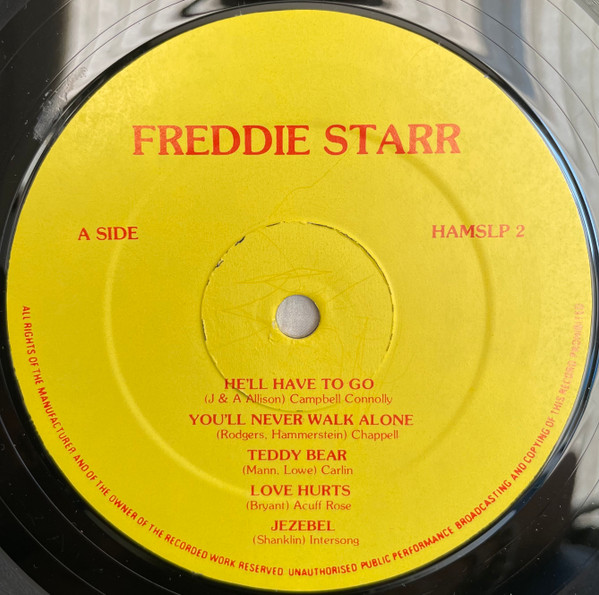 FREDDIE STARR
A SIDE
HAMSLP 2
HE'LL HAVE TO GO
(J & A Allison) Campbell Connolly
YOU'LL NEVER WALK ALONE
(Rodgers, Hammerstein) Chappell
TEDDY BEAR
(Mann, Lowe) Carlin
LOVE HURTS
(Bryant) Acuff Rose
JEZEBEL
(Shanklin) Intersong
ALL RIGHTS OF THE MANUFACTURER AND OF THE OWNER OF THE RECORDED WORK RESERVED UNAUTHORISED PUBLIC PERFORMANCE BROADCASTING AND COPYING OF THIS RECORD PROHIBITED